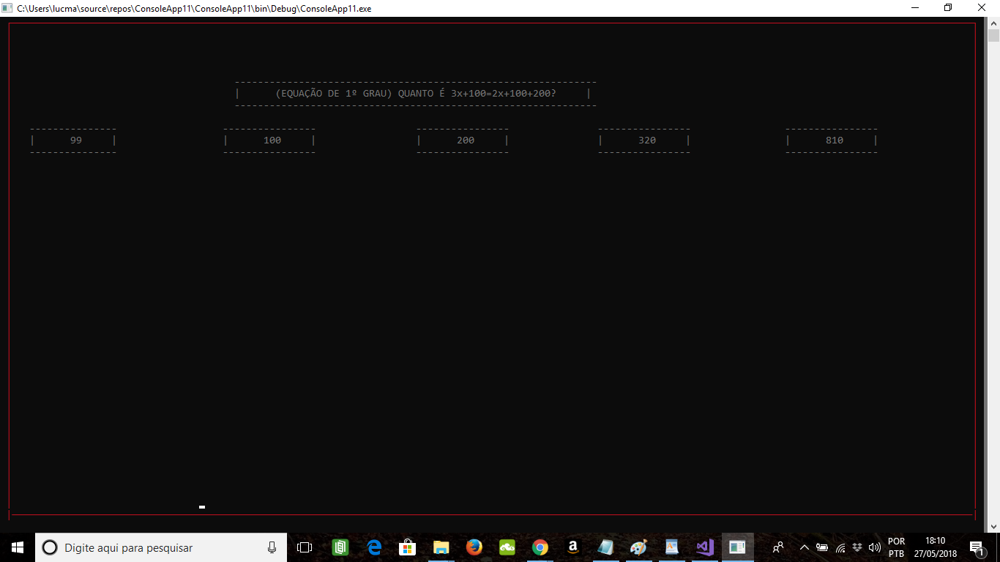 C:\Users\lucma\source\repos\ConsoleApp11\ConsoleApp11\bin\Debug\ConsoleApp11.exe
(EQUAÇÃO DE 1º GRAU) QUANTO É 3x+100=2x+100+200?
99 100 200 320 810
Digite aqui para pesquisar
POR 18:10
PTB 27/05/2018 1